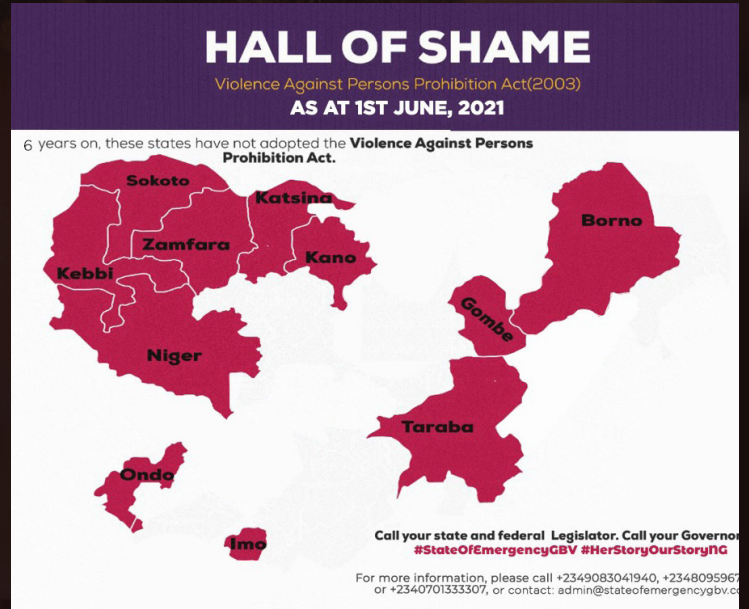 HALL OF SHAME
Violence Against Persons Prohibition Act(2003)
AS AT 1ST JUNE, 2021
6 years on, these states have not adopted the Violence Against Persons
Prohibition Act.
Sokoto
Katsina
Borno
Zamfara
Kano
Kebbi
Gombe
Niger
Taraba
Ondo
Imo
Call your state and federal Legislator. Call your Governor
#StateOfEmergencyGBV #HerStoryOurStoryNG
For more information, please call +2349083041940, +2348095967
or +2340701333307, or contact: admin@stateofemergencygbv.co